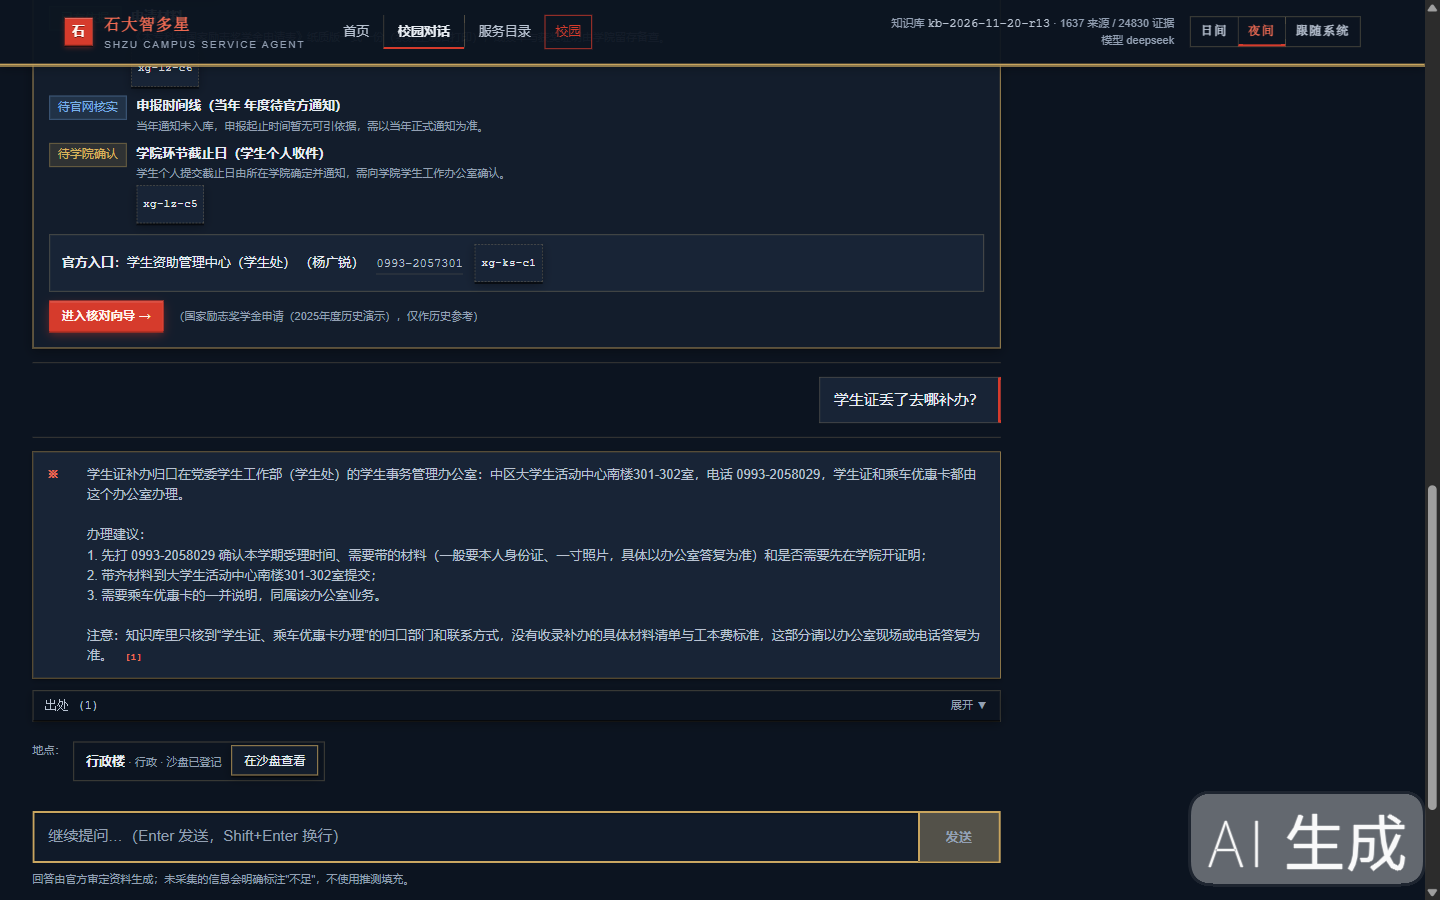 石 石大智多星
SHZU CAMPUS SERVICE AGENT
首页 校园对话 服务目录 校园
知识库 kb-2026-11-20-r13 · 1637 来源 / 24830 证据
模型 deepseek
日间 夜间 跟随系统
xg-lz-c6
待官网核实 申报时间线（当年 年度待官方通知）
当年通知未入库，申报起止时间暂无可引依据，需以当年正式通知为准。
待学院确认 学院环节截止日（学生个人收件）
学生个人提交截止日由所在学院确定并通知，需向学院学生工作办公室确认。
xg-lz-c5
官方入口：学生资助管理中心（学生处）（杨广锐） 0993-2057301 xg-ks-c1
进入核对向导 → （国家励志奖学金申请（2025年度历史演示），仅作历史参考）
学生证丢了去哪补办？
※ 学生证补办归口在党委学生工作部（学生处）的学生事务管理办公室：中区大学生活动中心南楼301-302室，电话 0993-2058029，学生证和乘车优惠卡都由
这个办公室办理。
办理建议：
1. 先打 0993-2058029 确认本学期受理时间、需要带的材料（一般要本人身份证、一寸照片，具体以办公室答复为准）和是否需要先在学院开证明；
2. 带齐材料到大学生活动中心南楼301-302室提交；
3. 需要乘车优惠卡的一并说明，同属该办公室业务。
注意：知识库里只核到“学生证、乘车优惠卡办理”的归口部门和联系方式，没有收录补办的具体材料清单与工本费标准，这部分请以办公室现场或电话答复为
准。 [1]
出处 (1) 展开 ▼
地点： 行政楼 · 行政 · 沙盘已登记 在沙盘查看
继续提问…（Enter 发送，Shift+Enter 换行） 发送
回答由官方审定资料生成；未采集的信息会明确标注"不足"，不使用推测填充。
AI 生成